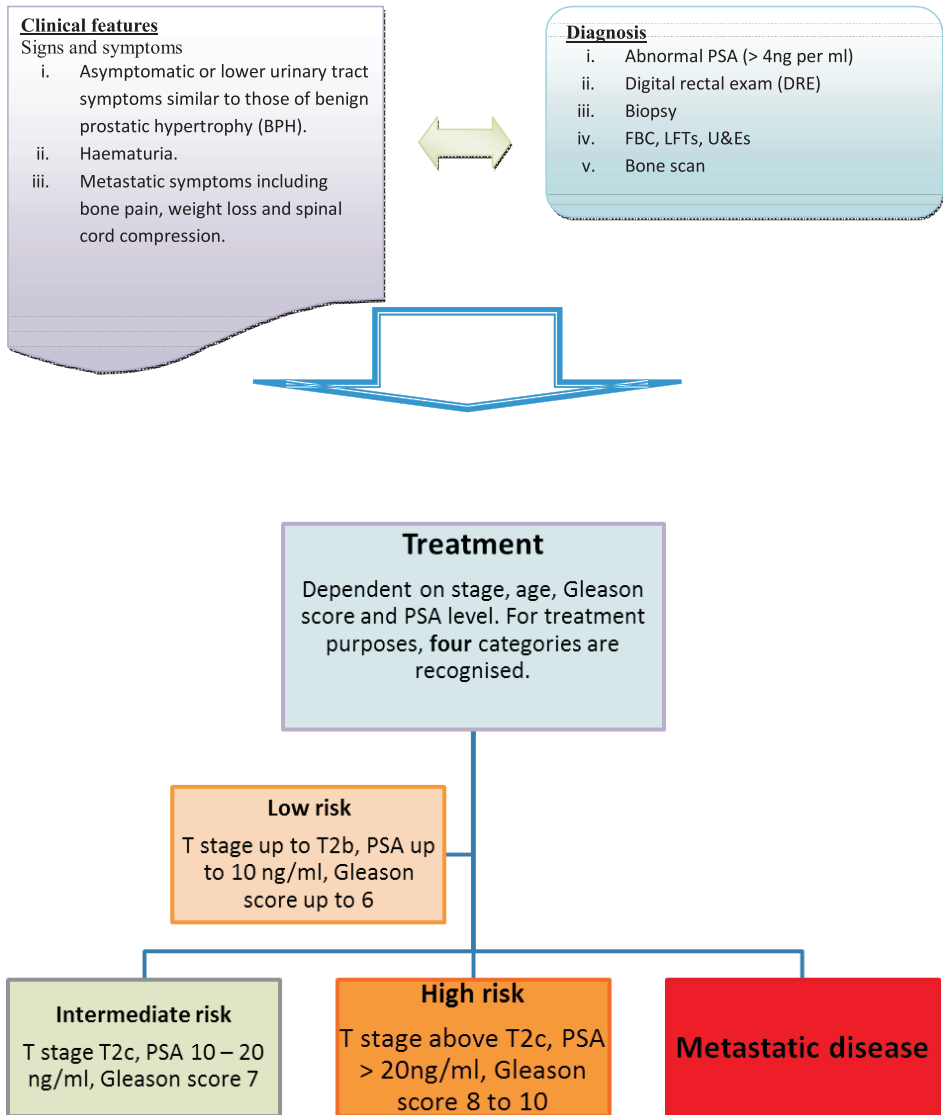 Clinical features
Signs and symptoms
i. Asymptomatic or lower urinary tract
symptoms similar to those of benign
prostatic hypertrophy (BPH).
ii. Haematuria.
iii. Metastatic symptoms including
bone pain, weight loss and spinal
cord compression.
Diagnosis
i. Abnormal PSA (> 4ng per ml)
ii. Digital rectal exam (DRE)
iii. Biopsy
iv. FBC, LFTs, U&Es
v. Bone scan
Treatment
Dependent on stage, age, Gleason
score and PSA level. For treatment
purposes, four categories are
recognised.
Low risk
T stage up to T2b, PSA up
to 10 ng/ml, Gleason
score up to 6
Intermediate risk
T stage T2c, PSA 10 – 20
ng/ml, Gleason score 7
High risk
T stage above T2c, PSA
> 20ng/ml, Gleason
score 8 to 10
Metastatic disease